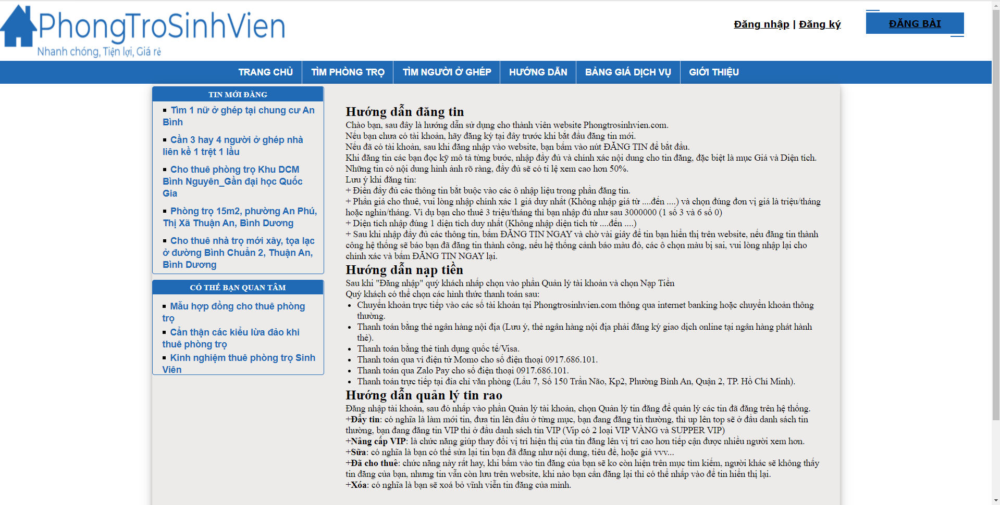 PhongTroSinhVien
Nhanh chóng, Tiện lợi, Giá rẻ
Đăng nhập | Đăng ký
ĐĂNG BÀI
TRANG CHỦ
TÌM PHÒNG TRỌ
TÌM NGƯỜI Ở GHÉP
HƯỚNG DẪN
BẢNG GIÁ DỊCH VỤ
GIỚI THIỆU
TIN MỚI ĐĂNG
▪ Tìm 1 nữ ở ghép tại chung cư An
Bình
▪ Cần 3 hay 4 người ở ghép nhà
liên kề 1 trệt 1 lầu
▪ Cho thuê phòng trọ Khu DCM
Bình Nguyên_Gần đại học Quốc
Gia
▪ Phòng trọ 15m2, phường An Phú,
Thị Xã Thuận An, Bình Dương
▪ Cho thuê nhà trọ mới xây, tọa lạc
ở đường Bình Chuẩn 2, Thuận An,
Bình Dương
CÓ THỂ BẠN QUAN TÂM
▪ Mẫu hợp đồng cho thuê phòng
trọ
▪ Cẩn thận các kiểu lừa đảo khi
thuê phòng trọ
▪ Kinh nghiệm thuê phòng trọ Sinh
Viên
Hướng dẫn đăng tin
Chào bạn, sau đây là hướng dẫn sử dụng cho thành viên website Phongtrosinhvien.com.
Nếu bạn chưa có tài khoản, hãy đăng ký tại đây trước khi bắt đầu đăng tin mới.
Nếu đã có tài khoản, sau khi đăng nhập vào website, bạn bấm vào nút ĐĂNG TIN để bắt đầu.
Khi đăng tin các bạn đọc kỹ mô tả từng bước, nhập đầy đủ và chính xác nội dung cho tin đăng, đặc biệt là mục Giá và Diện tích.
Những tin có nội dung hình ảnh rõ ràng, đầy đủ sẽ có tỉ lệ xem cao hơn 50%.
Lưu ý khi đăng tin:
+ Điền đầy đủ các thông tin bắt buộc vào các ô nhập liệu trong phần đăng tin.
+ Phần giá cho thuê, vui lòng nhập chính xác 1 giá duy nhất (Không nhập giá từ ....đến ....) và chọn đúng đơn vị giá là triệu/tháng
hoặc nghìn/tháng. Ví dụ bạn cho thuê 3 triệu/tháng thì bạn nhập đủ như sau 3000000 (1 số 3 và 6 số 0)
+ Diện tích nhập đúng 1 diện tích duy nhất (Không nhập diện tích từ ....đến ....)
+ Sau khi nhập đầy đủ các thông tin, bấm ĐĂNG TIN NGAY và chờ vài giây để tin bạn hiển thị trên website, nếu đăng tin thành
công hệ thống sẽ báo bạn đã đăng tin thành công, nếu hệ thống cảnh báo màu đỏ, các ô chọn màu bị sai, vui lòng nhập lại cho
chính xác và bấm ĐĂNG TIN NGAY lại.
Hướng dẫn nạp tiền
Sau khi "Đăng nhập" quý khách nhấp chọn vào phần Quản lý tài khoản và chọn Nạp Tiền
Quý khách có thể chọn các hình thức thanh toán sau:
• Chuyển khoản trực tiếp vào các số tài khoản tại Phongtrosinhvien.com thông qua internet banking hoặc chuyển khoản thông
thường.
• Thanh toán bằng thẻ ngân hàng nội địa (Lưu ý, thẻ ngân hàng nội địa phải đăng ký giao dịch online tại ngân hàng phát hành
thẻ).
• Thanh toán bằng thẻ tính dụng quốc tế/Visa.
• Thanh toán qua ví điện tử Momo cho số điện thoại 0917.686.101.
• Thanh toán qua Zalo Pay cho số điện thoại 0917.686.101.
• Thanh toán trực tiếp tại đia chỉ văn phòng (Lầu 7, Số 150 Trần Não, Kp2, Phường Bình An, Quận 2, TP. Hồ Chí Minh).
Hướng dẫn quản lý tin rao
Đăng nhập tài khoản, sau đó nhấp vào phần Quản lý tài khoản, chọn Quản lý tin đăng để quản lý các tin đã đăng trên hệ thống.
+Đẩy tin: có nghĩa là làm mới tin, đưa tin lên đầu ở từng mục, bạn đang đăng tin thường, thì up lên top sẽ ở đầu danh sách tin
thường, bạn đang đăng tin VIP thì ở đầu danh sách tin VIP (Vip có 2 loại VIP VÀNG và SUPPER VIP)
+Nâng cấp VIP: là chức năng giúp thay đổi vị trí hiện thị của tin đăng lên vị trí cao hơn tiếp cận được nhiều người xem hơn.
+Sữa: có nghĩa là bạn có thể sửa lại tin bạn đã đăng như nội dung, tiêu đề, hoặc giá vvv...
+Đã cho thuê: chức năng này rất hay, khi bấm vào tin đăng của bạn sẽ ko còn hiện trên mục tìm kiếm, người khác sẽ không thấy
tin đăng của bạn, nhưng tin vẫn còn lưu trên website, khi nào bạn cần đăng lại thì có thể nhấp vào để tin hiển thị lại.
+Xóa: có nghĩa là bạn sẽ xoá bỏ vĩnh viễn tin đăng của mình.